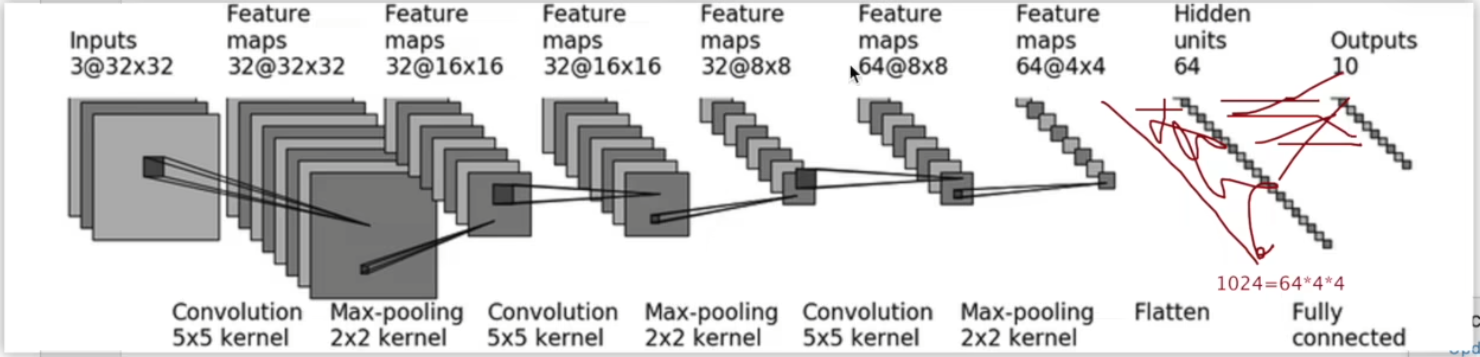 Inputs
3@32x32
Feature
maps
32@32x32
Feature
maps
32@16x16
Feature
maps
32@16x16
Feature
maps
32@8x8
Feature
maps
64@8x8
Feature
maps
64@4x4
Hidden
units
64
Outputs
10
1024=64*4*4
Convolution
5x5 kernel
Max-pooling
2x2 kernel
Convolution
5x5 kernel
Max-pooling
2x2 kernel
Convolution
5x5 kernel
Max-pooling
2x2 kernel
Flatten
Fully
connected